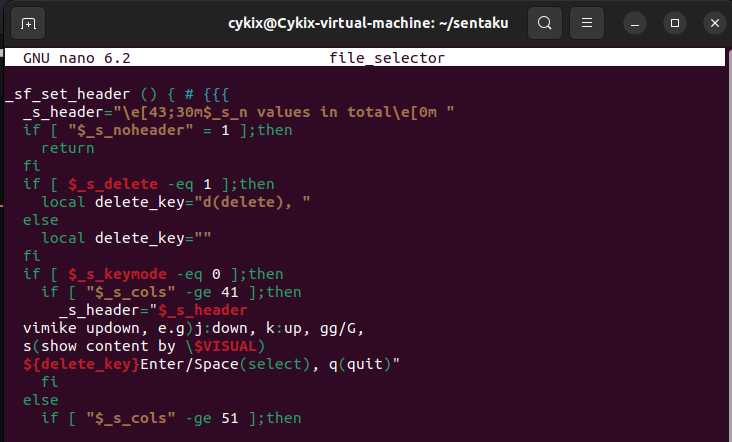 cykix@Cykix-virtual-machine: ~/sentaku
GNU nano 6.2 file_selector
_sf_set_header () { # {{{
  _s_header="\e[43;30m$_s_n values in total\e[0m "
  if [ "$_s_noheader" = 1 ];then
    return
  fi
  if [ $_s_delete -eq 1 ];then
    local delete_key="d(delete), "
  else
    local delete_key=""
  fi
  if [ $_s_keymode -eq 0 ];then
    if [ "$_s_cols" -ge 41 ];then
      _s_header="$_s_header
  vimike updown, e.g)j:down, k:up, gg/G,
  s(show content by \$VISUAL)
  ${delete_key}Enter/Space(select), q(quit)"
    fi
  else
    if [ "$_s_cols" -ge 51 ];then